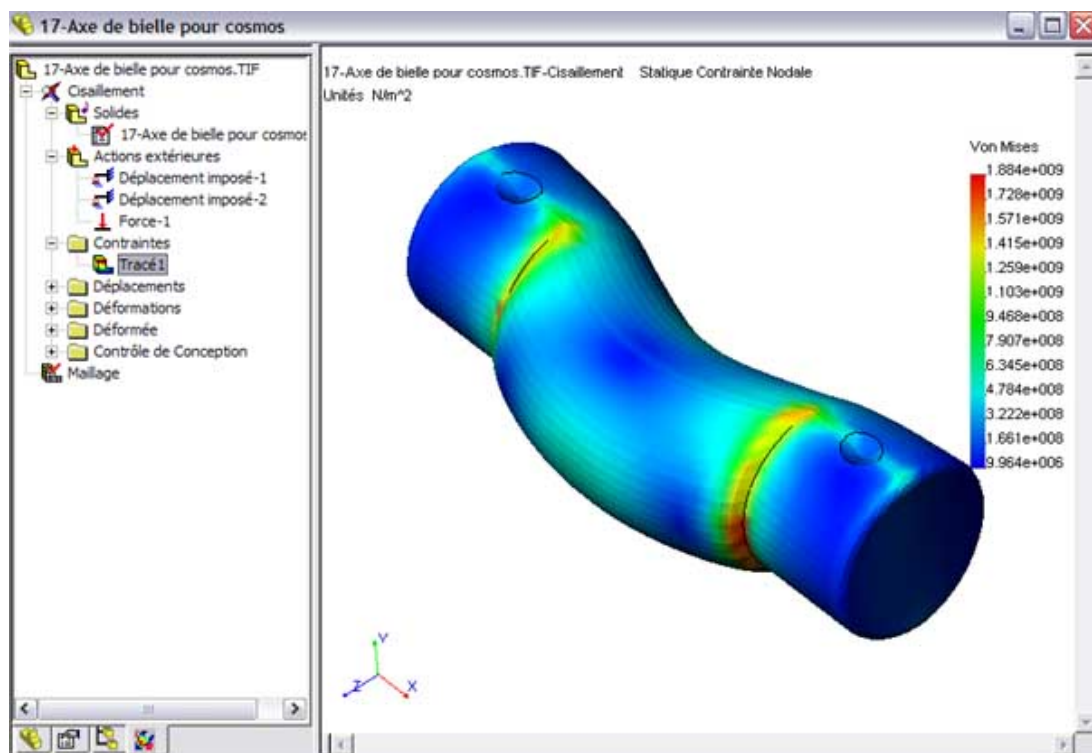 17-Axe de bielle pour cosmos
17-Axe de bielle pour cosmos.TIF
Cisaillement
Solides
17-Axe de bielle pour cosmos
Actions extérieures
Déplacement imposé-1
Déplacement imposé-2
Force-1
Contraintes
Tracé1
Déplacements
Déformations
Déformée
Contrôle de Conception
Maillage
17-Axe de bielle pour cosmos.TIF-Cisaillement Statique Contrainte Nodale
Unités N/m^2
Von Mises
1.884e+009
1.728e+009
1.571e+009
1.415e+009
1.259e+009
1.103e+009
9.468e+008
7.907e+008
6.345e+008
4.784e+008
3.222e+008
1.661e+008
9.964e+006
Y
Z
X